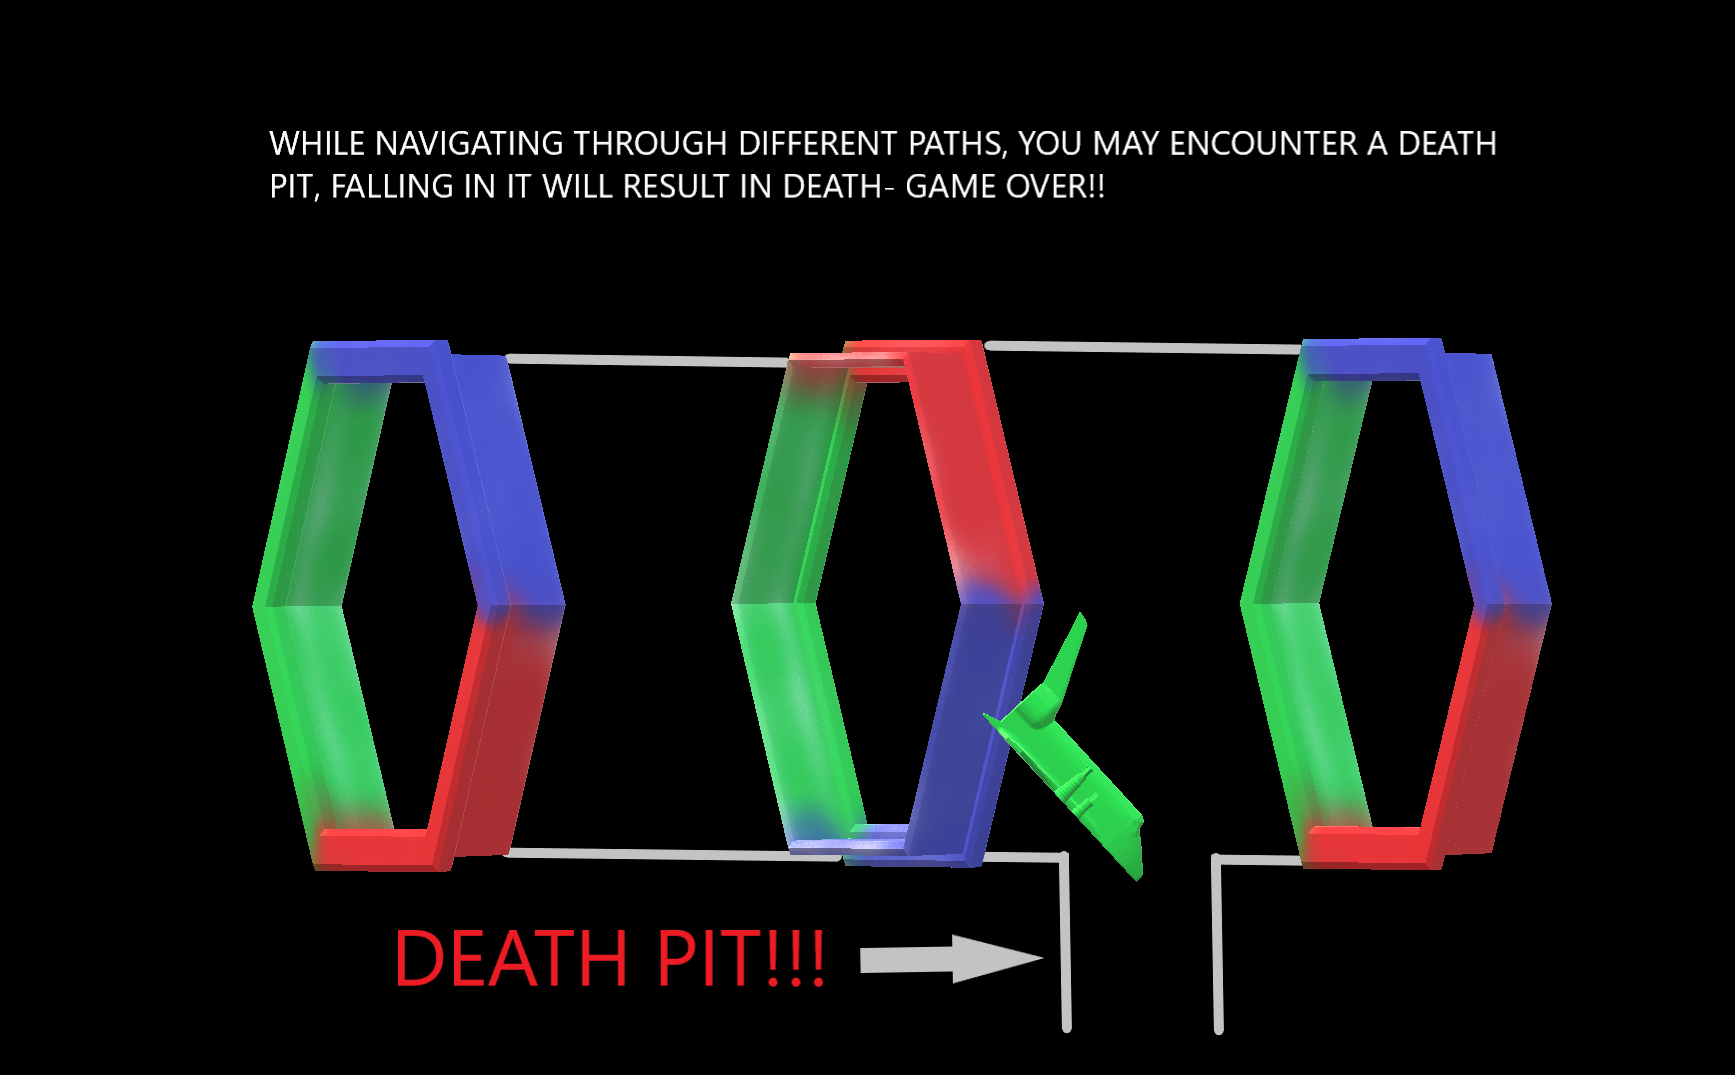 WHILE NAVIGATING THROUGH DIFFERENT PATHS, YOU MAY ENCOUNTER A DEATH
PIT, FALLING IN IT WILL RESULT IN DEATH- GAME OVER!!
DEATH PIT!!!